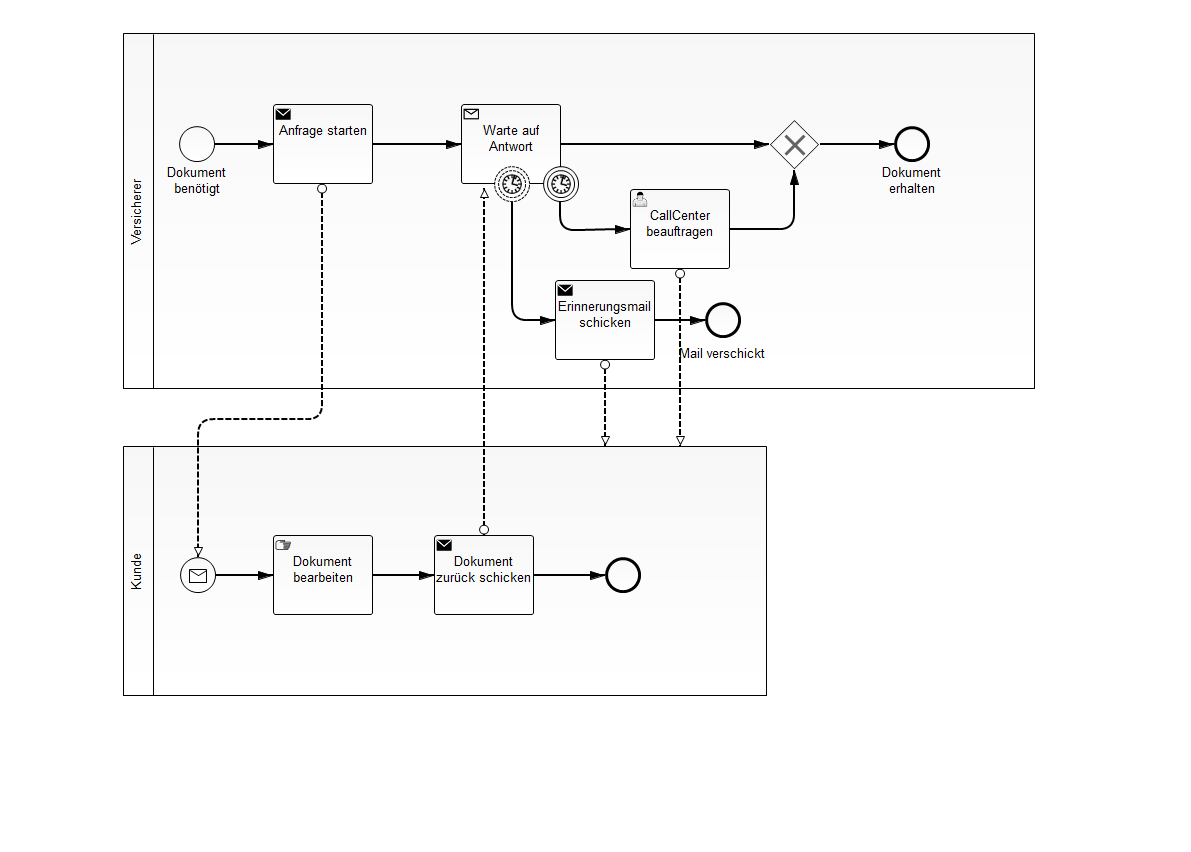 Versicherer
Dokument
benötigt
Anfrage starten
Warte auf
Antwort
Dokument
erhalten
CallCenter
beauftragen
Erinnerungsmail
schicken
Mail verschickt
Kunde
Dokument
bearbeiten
Dokument
zurück schicken